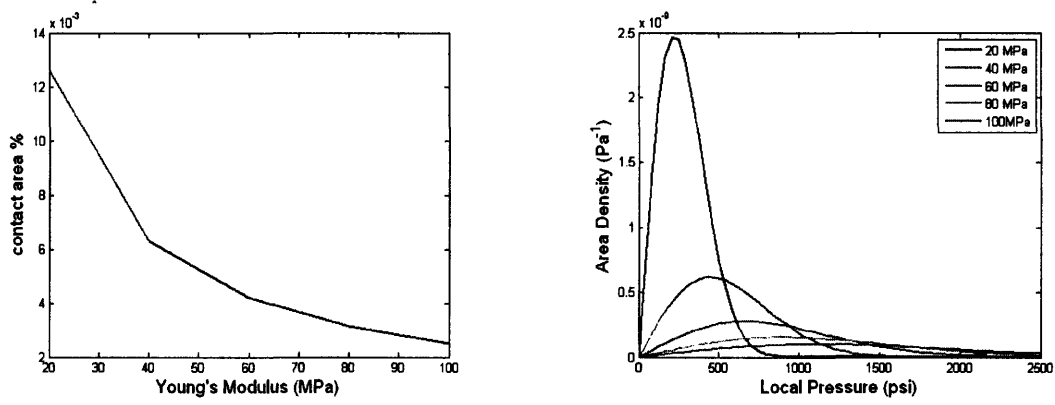 x 10⁻³
14
12
10
8
6
4
2
contact area %
20 30 40 50 60 70 80 90 100
Young's Modulus (MPa)
x 10⁻⁹
2.5
2
1.5
1
0.5
0
Area Density (Pa⁻¹)
20 MPa
40 MPa
60 MPa
80 MPa
100MPa
0 500 1000 1500 2000 2500
Local Pressure (psi)